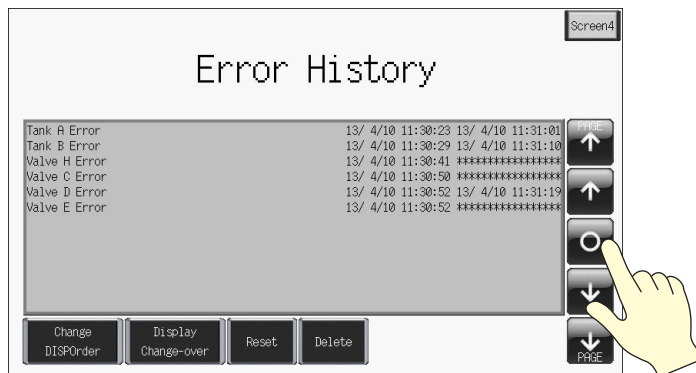 Screen4
Error History
Tank A Error 13/ 4/10 11:30:23 13/ 4/10 11:31:01
Tank B Error 13/ 4/10 11:30:29 13/ 4/10 11:31:10
Valve H Error 13/ 4/10 11:30:41 *****************
Valve C Error 13/ 4/10 11:30:50 *****************
Valve D Error 13/ 4/10 11:30:52 13/ 4/10 11:31:19
Valve E Error 13/ 4/10 11:30:52 *****************
PAGE
Change
DISPOrder
Display
Change-over
Reset
Delete
PAGE